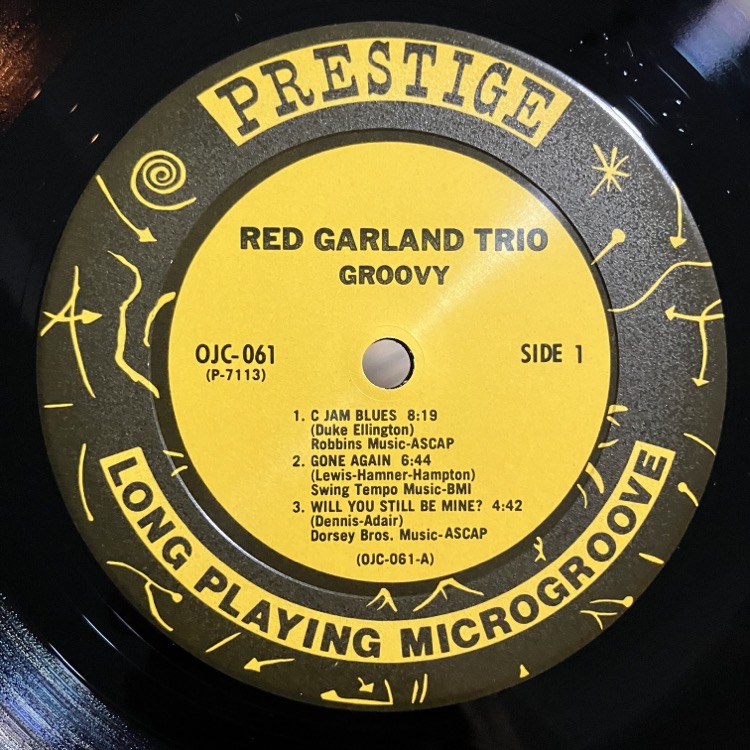 PRESTIGE
RED GARLAND TRIO
GROOVY
OJC-061
(P-7113)
SIDE 1
1. C JAM BLUES 8:19
(Duke Ellington)
Robbins Music-ASCAP
2. GONE AGAIN 6:44
(Lewis-Hamner-Hampton)
Swing Tempo Music-BMI
3. WILL YOU STILL BE MINE? 4:42
(Dennis-Adair)
Dorsey Bros. Music-ASCAP
(OJC-061-A)
LONG PLAYING MICROGROOVE